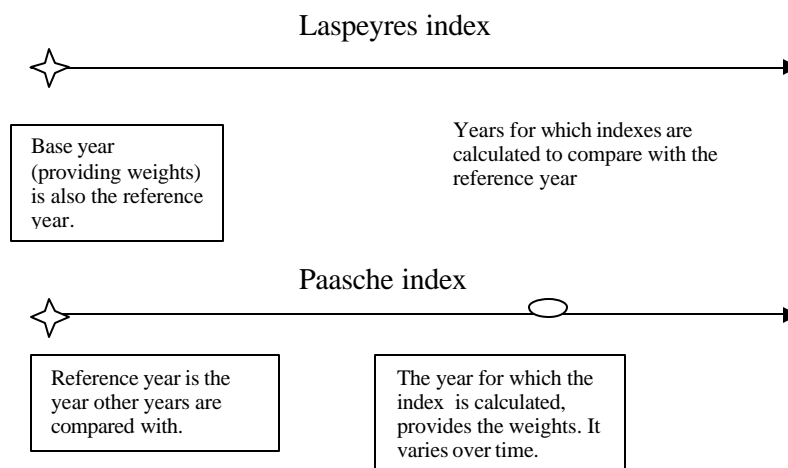 Laspeyres index
Base year
(providing weights)
is also the reference
year.
Years for which indexes are
calculated to compare with the
reference year
Paasche index
Reference year is the
year other years are
compared with.
The year for which the
index is calculated,
provides the weights. It
varies over time.